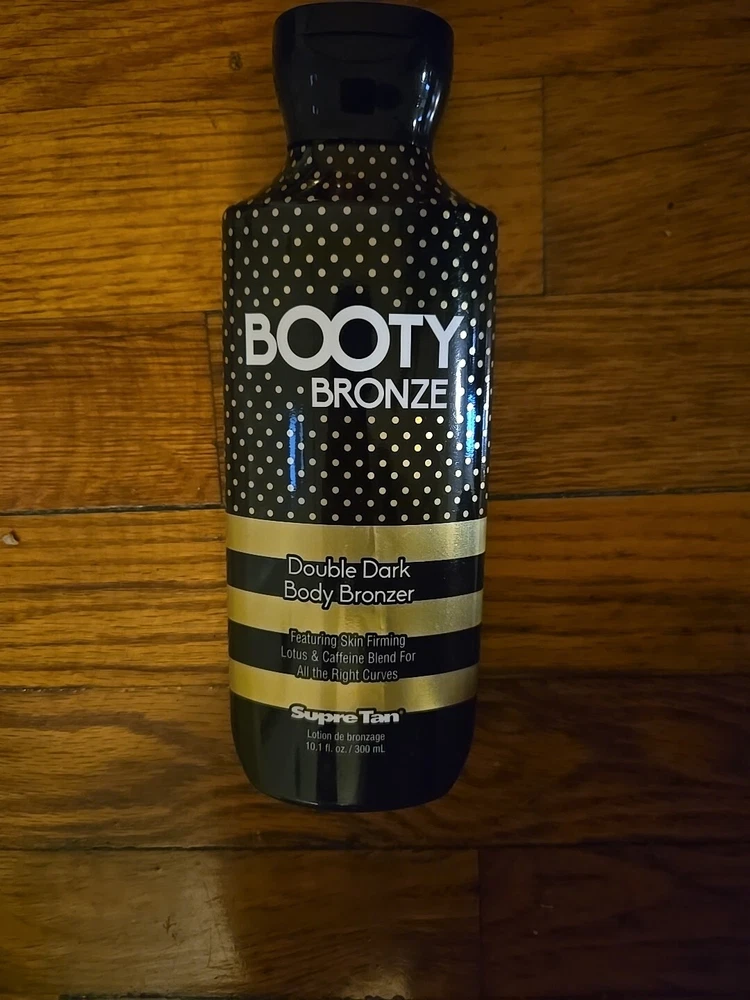 BOOTY
BRONZE
Double Dark
Body Bronzer
Featuring Skin Firming
Lotus & Caffeine Blend For
All the Right Curves
Supre Tan®
Lotion de bronzage
10.1 fl. oz. / 300 mL